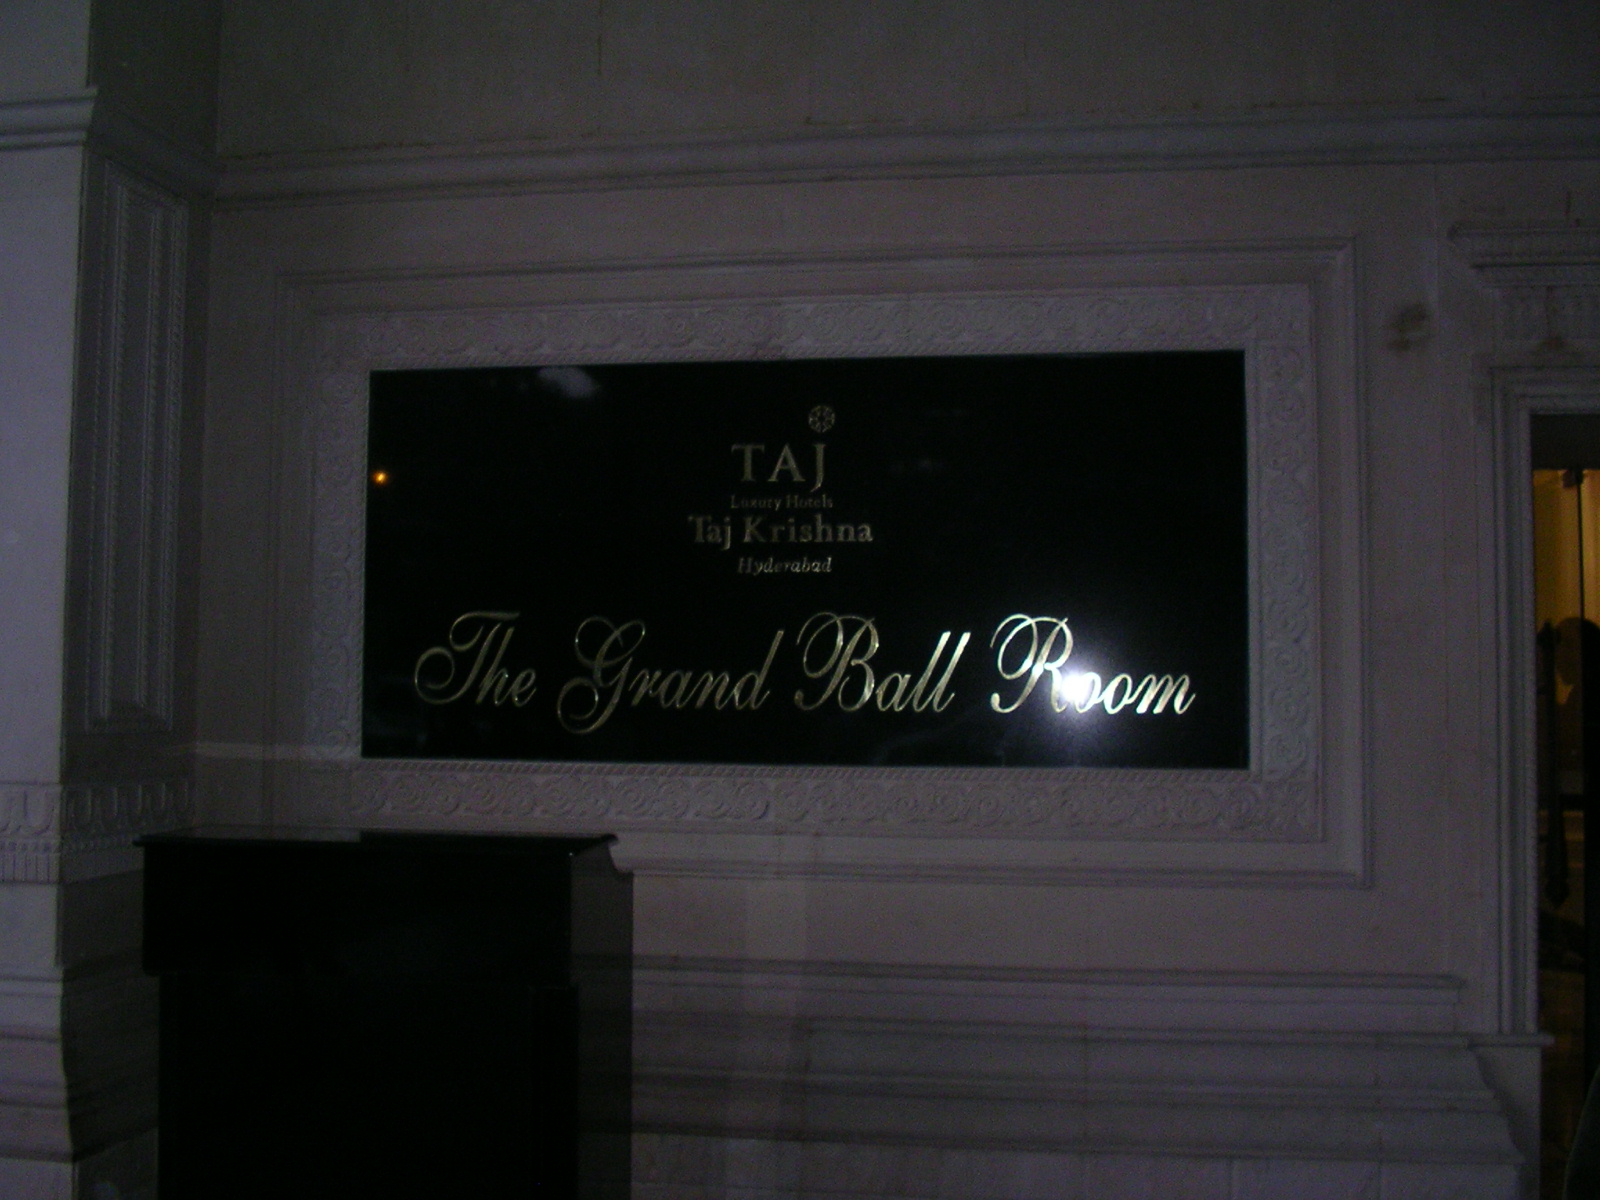 TAJ
Luxury Hotels
Taj Krishna
Hyderabad
The Grand Ball Room